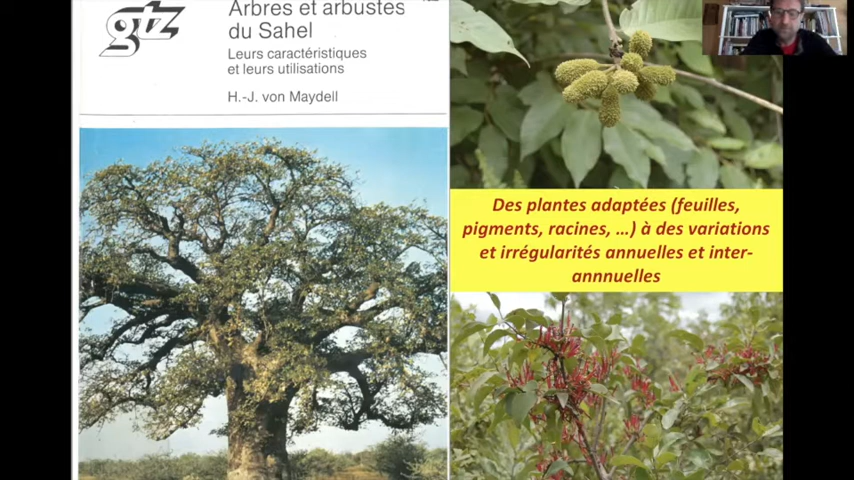 gtz
Arbres et arbustes
du Sahel
Leurs caractéristiques
et leurs utilisations
H.-J. von Maydell
Des plantes adaptées (feuilles,
pigments, racines, ...) à des variations
et irrégularités annuelles et inter-
annnuelles